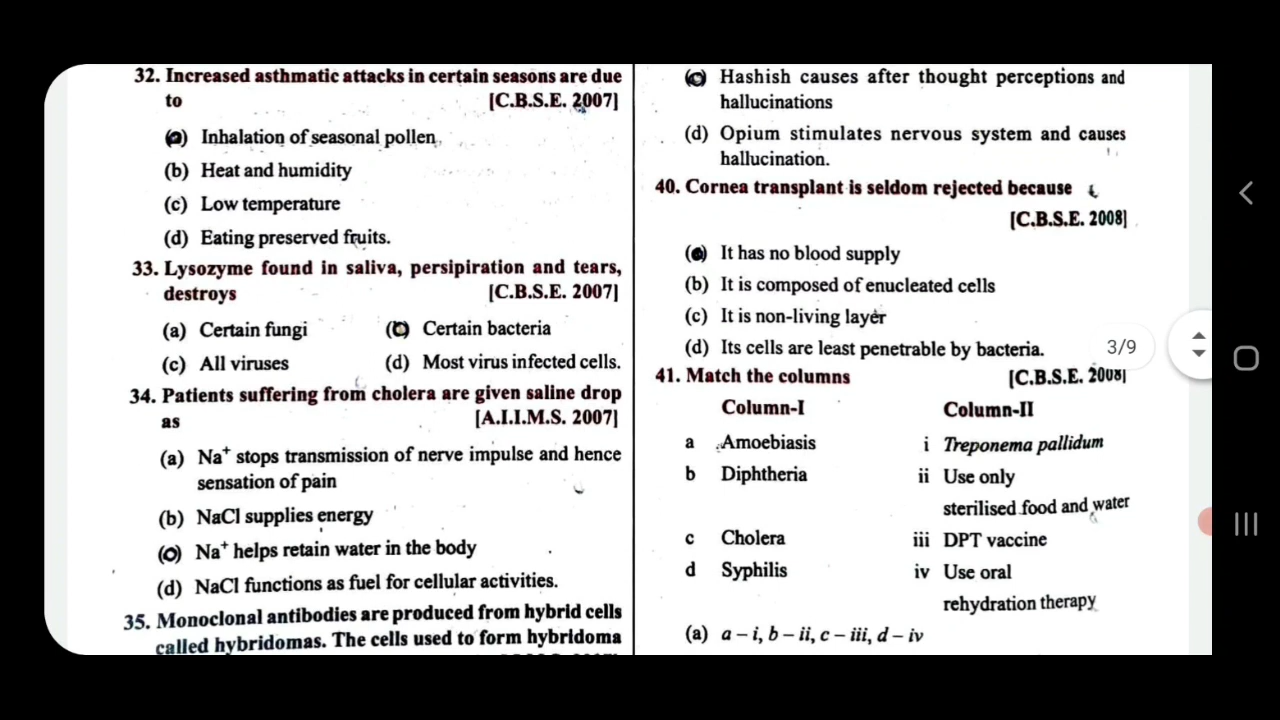 32. Increased asthmatic attacks in certain seasons are due
to [C.B.S.E. 2007]
(a) Inhalation of seasonal pollen
(b) Heat and humidity
(c) Low temperature
(d) Eating preserved fruits.
33. Lysozyme found in saliva, persipiration and tears,
destroys [C.B.S.E. 2007]
(a) Certain fungi (b) Certain bacteria
(c) All viruses (d) Most virus infected cells.
34. Patients suffering from cholera are given saline drop
as [A.I.I.M.S. 2007]
(a) Na⁺ stops transmission of nerve impulse and hence
sensation of pain
(b) NaCl supplies energy
(c) Na⁺ helps retain water in the body
(d) NaCl functions as fuel for cellular activities.
35. Monoclonal antibodies are produced from hybrid cells
called hybridomas. The cells used to form hybridoma
(c) Hashish causes after thought perceptions and
hallucinations
(d) Opium stimulates nervous system and causes
hallucination.
40. Cornea transplant is seldom rejected because
[C.B.S.E. 2008]
(a) It has no blood supply
(b) It is composed of enucleated cells
(c) It is non-living layer
(d) Its cells are least penetrable by bacteria.
41. Match the columns [C.B.S.E. 2008]
Column-I Column-II
a Amoebiasis i Treponema pallidum
b Diphtheria ii Use only
sterilised food and water
c Cholera iii DPT vaccine
d Syphilis iv Use oral
rehydration therapy
(a) a – i, b – ii, c – iii, d – iv
3/9